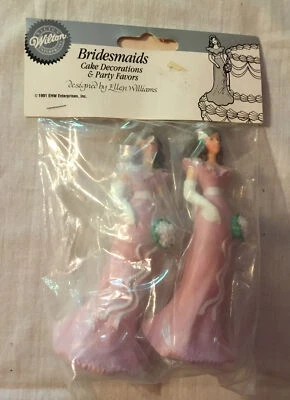 Wilton
Bridesmaids
Cake Decorations
& Party Favors
designed by Ellen Williams
© 1991 EHW Enterprises, Inc.